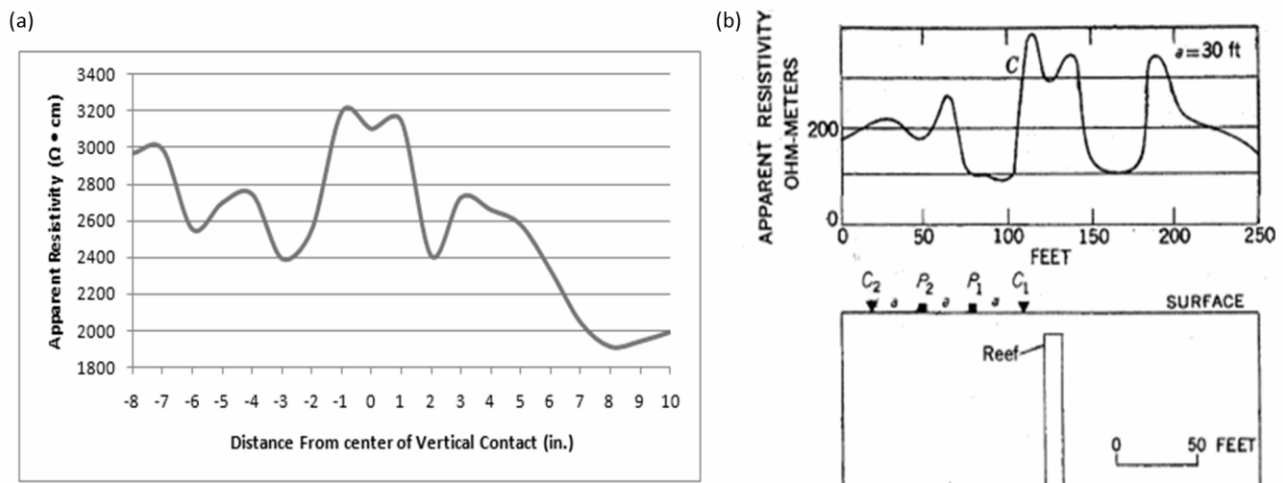 (a)
3400
3200
3000
2800
2600
2400
2200
2000
1800
Apparent Resistivity (Ω • cm)
-8 -7 -6 -5 -4 -3 -2 -1 0 1 2 3 4 5 6 7 8 9 10
Distance From center of Vertical Contact (in.)
(b)
APPARENT RESISTIVITY
OHM-METERS
C
a = 30 ft
200
0
0 50 100 150 200 250
FEET
C2 P2 P1 C1
a a a
SURFACE
Reef
0 50 FEET